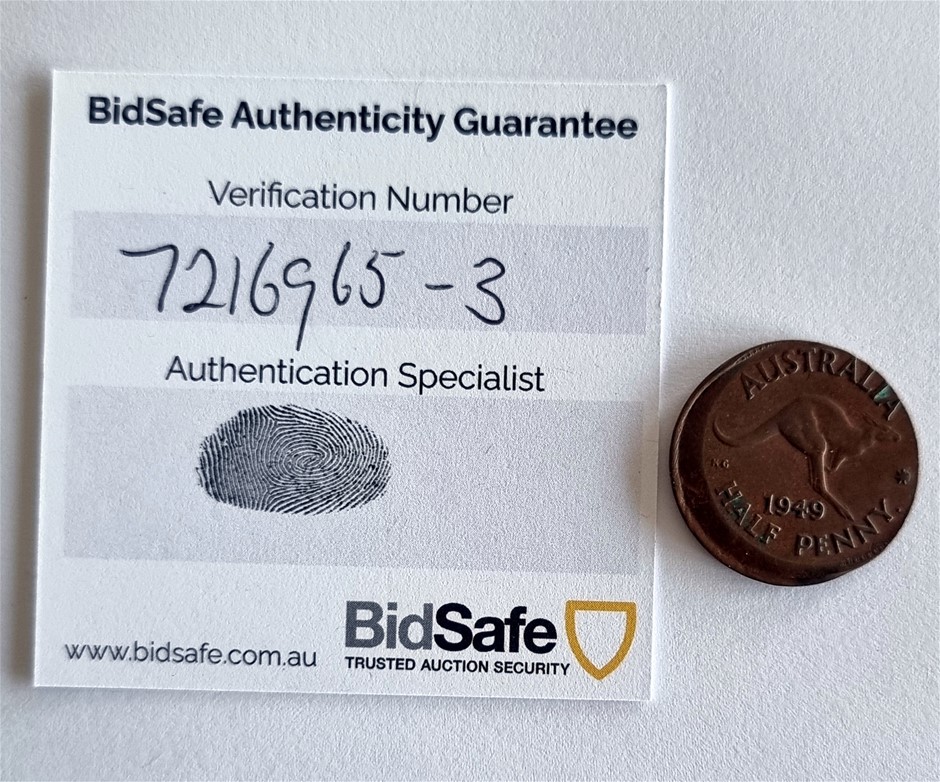 BidSafe Authenticity Guarantee
Verification Number
7216965-3
Authentication Specialist
www.bidsafe.com.au
BidSafe
TRUSTED AUCTION SECURITY
AUSTRALIA
KG
1949
HALF PENNY.